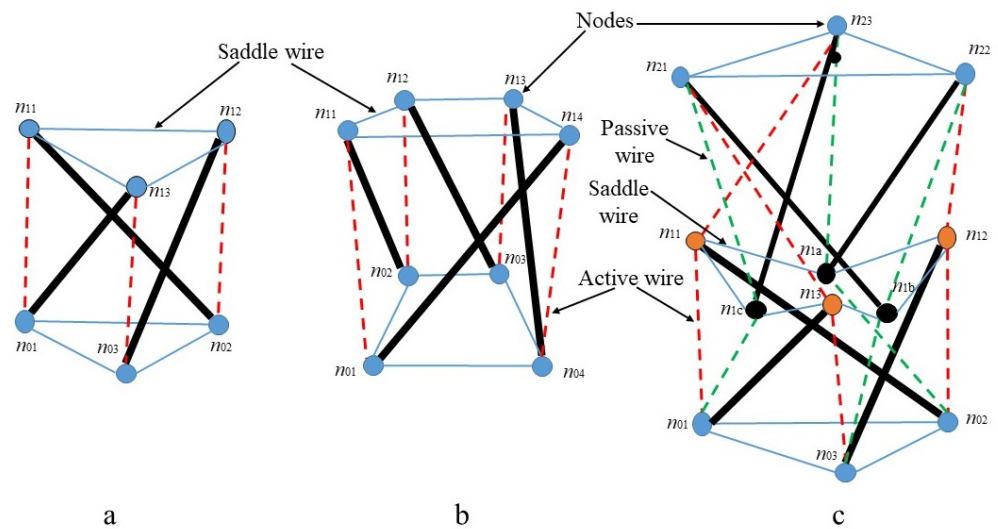 Nodes
n23
Saddle wire
n12
n13
n22
n21
n11
n12
n11
n14
Passive
wire
n13
Saddle
wire
n11
n12
n1a
n02
n03
Active wire
n13
n1b
n1c
n01
n03
n02
n01
n04
n01
n02
n03
a
b
c